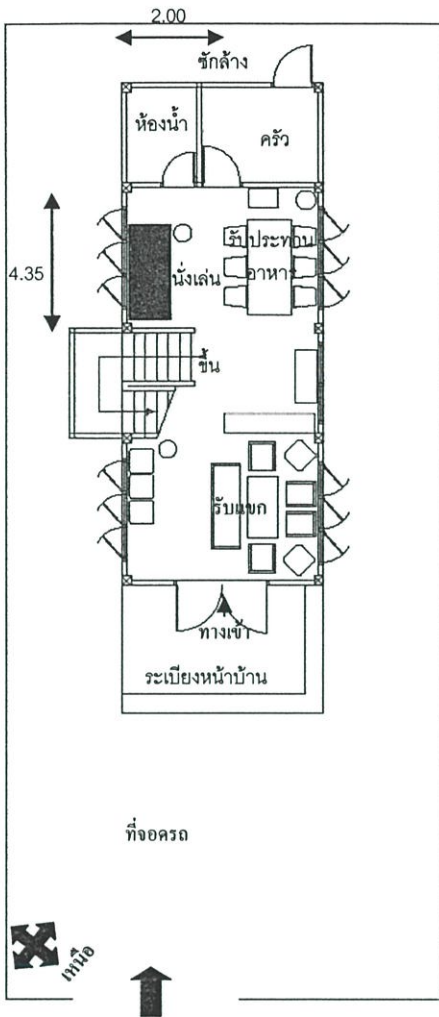 2.00
ซักล้าง
ห้องน้ำ
ครัว
รับประทาน
4.35
นั่งเล่น
อาหาร
ขึ้น
รับแขก
ทางเข้า
ระเบียงหน้าบ้าน
ที่จอดรถ
เหนือ